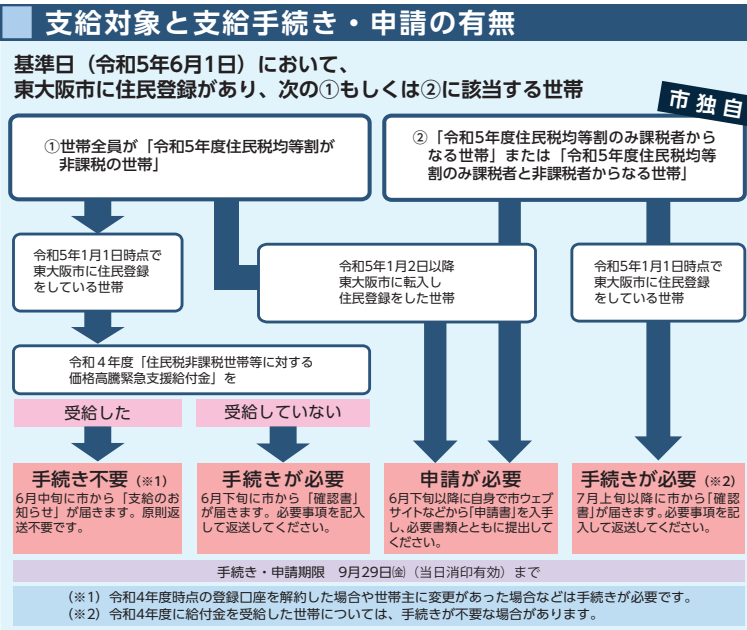 支給対象と支給手続き・申請の有無
基準日（令和5年6月1日）において、
東大阪市に住民登録があり、次の①もしくは②に該当する世帯
市独自
①世帯全員が「令和5年度住民税均等割が
非課税の世帯」
②「令和5年度住民税均等割のみ課税者から
なる世帯」または「令和5年度住民税均等
割のみ課税者と非課税者からなる世帯」
令和5年1月1日時点で
東大阪市に住民登録
をしている世帯
令和5年1月2日以降
東大阪市に転入し
住民登録をした世帯
令和5年1月1日時点で
東大阪市に住民登録
をしている世帯
令和４年度「住民税非課税世帯等に対する
価格高騰緊急支援給付金」を
受給した
受給していない
手続き不要（※1）
6月中旬に市から「支給のお
知らせ」が届きます。原則返
送不要です。
手続きが必要
6月下旬に市から「確認書」
が届きます。必要事項を記入
して返送してください。
申請が必要
6月下旬以降に自身で市ウェブ
サイトなどから「申請書」を入手
し、必要書類とともに提出して
ください。
手続きが必要（※2）
7月上旬以降に市から「確認
書」が届きます。必要事項を記
入して返送してください。
手続き・申請期限　9月29日㈮（当日消印有効）まで
（※1）令和4年度時点の登録口座を解約した場合や世帯主に変更があった場合などは手続きが必要です。
（※2）令和4年度に給付金を受給した世帯については、手続きが不要な場合があります。